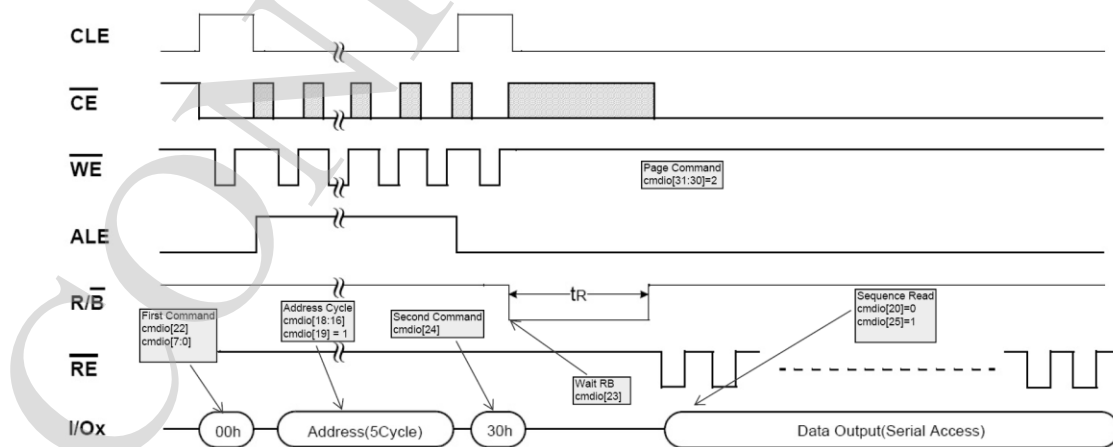 CLE
CE
WE
Page Command
cmdio[31:30]=2
ALE
R/B
tR
First Command
cmdio[22]
cmdio[7:0]
Address Cycle
cmdio[18:16]
cmdio[19] = 1
Second Command
cmdio[24]
Sequence Read
cmdio[20]=0
cmdio[25]=1
RE
Wait RB
cmdio[23]
I/Ox
00h
Address(5Cycle)
30h
Data Output(Serial Access)